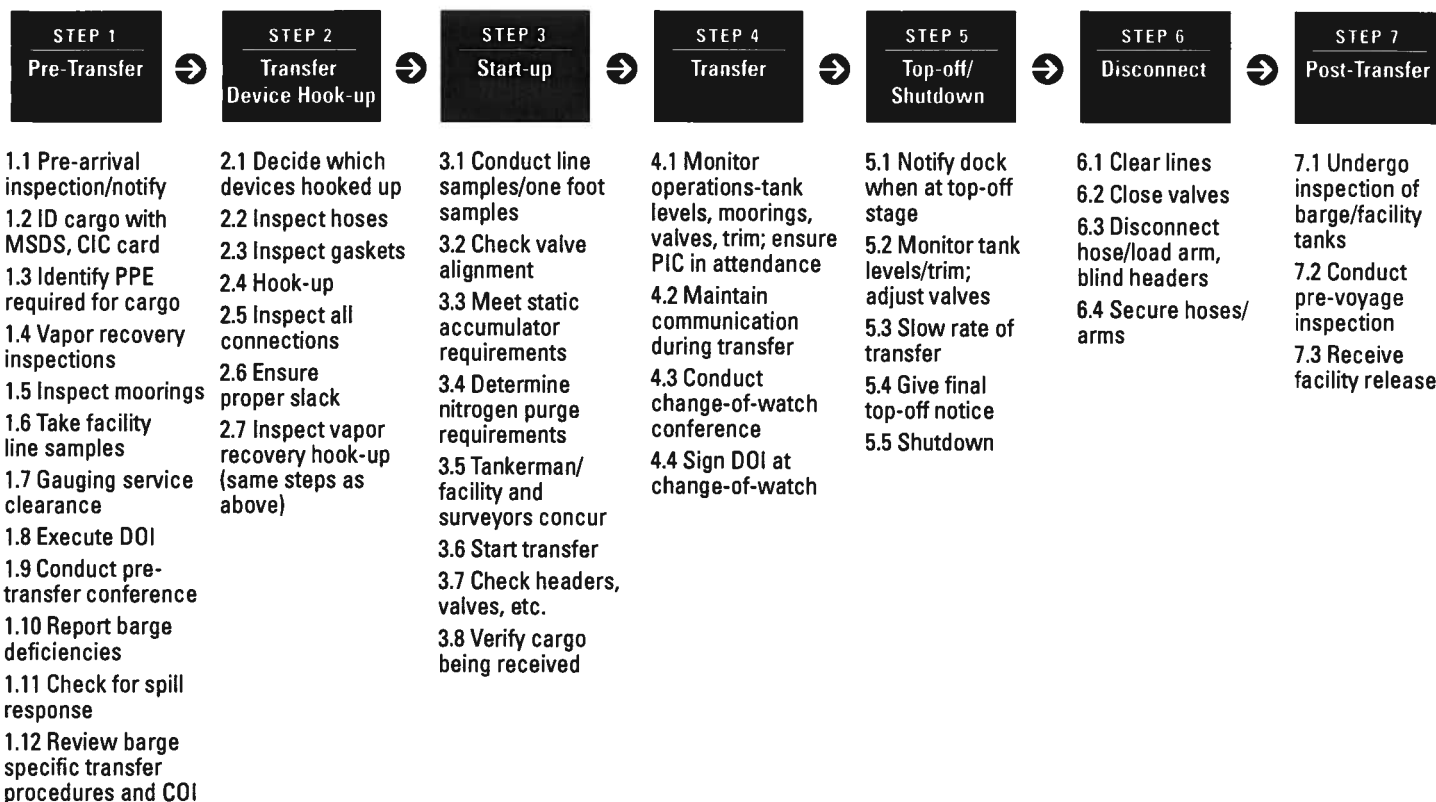 STEP 1
Pre-Transfer
1.1 Pre-arrival
inspection/notify
1.2 ID cargo with
MSDS, CIC card
1.3 Identify PPE
required for cargo
1.4 Vapor recovery
inspections
1.5 Inspect moorings
1.6 Take facility
line samples
1.7 Gauging service
clearance
1.8 Execute DOI
1.9 Conduct pre-
transfer conference
1.10 Report barge
deficiencies
1.11 Check for spill
response
1.12 Review barge
specific transfer
procedures and COI
STEP 2
Transfer
Device Hook-up
2.1 Decide which
devices hooked up
2.2 Inspect hoses
2.3 Inspect gaskets
2.4 Hook-up
2.5 Inspect all
connections
2.6 Ensure
proper slack
2.7 Inspect vapor
recovery hook-up
(same steps as
above)
STEP 3
Start-up
3.1 Conduct line
samples/one foot
samples
3.2 Check valve
alignment
3.3 Meet static
accumulator
requirements
3.4 Determine
nitrogen purge
requirements
3.5 Tankerman/
facility and
surveyors concur
3.6 Start transfer
3.7 Check headers,
valves, etc.
3.8 Verify cargo
being received
STEP 4
Transfer
4.1 Monitor
operations-tank
levels, moorings,
valves, trim; ensure
PIC in attendance
4.2 Maintain
communication
during transfer
4.3 Conduct
change-of-watch
conference
4.4 Sign DOI at
change-of-watch
STEP 5
Top-off/
Shutdown
5.1 Notify dock
when at top-off
stage
5.2 Monitor tank
levels/trim;
adjust valves
5.3 Slow rate of
transfer
5.4 Give final
top-off notice
5.5 Shutdown
STEP 6
Disconnect
6.1 Clear lines
6.2 Close valves
6.3 Disconnect
hose/load arm,
blind headers
6.4 Secure hoses/
arms
STEP 7
Post-Transfer
7.1 Undergo
inspection of
barge/facility
tanks
7.2 Conduct
pre-voyage
inspection
7.3 Receive
facility release